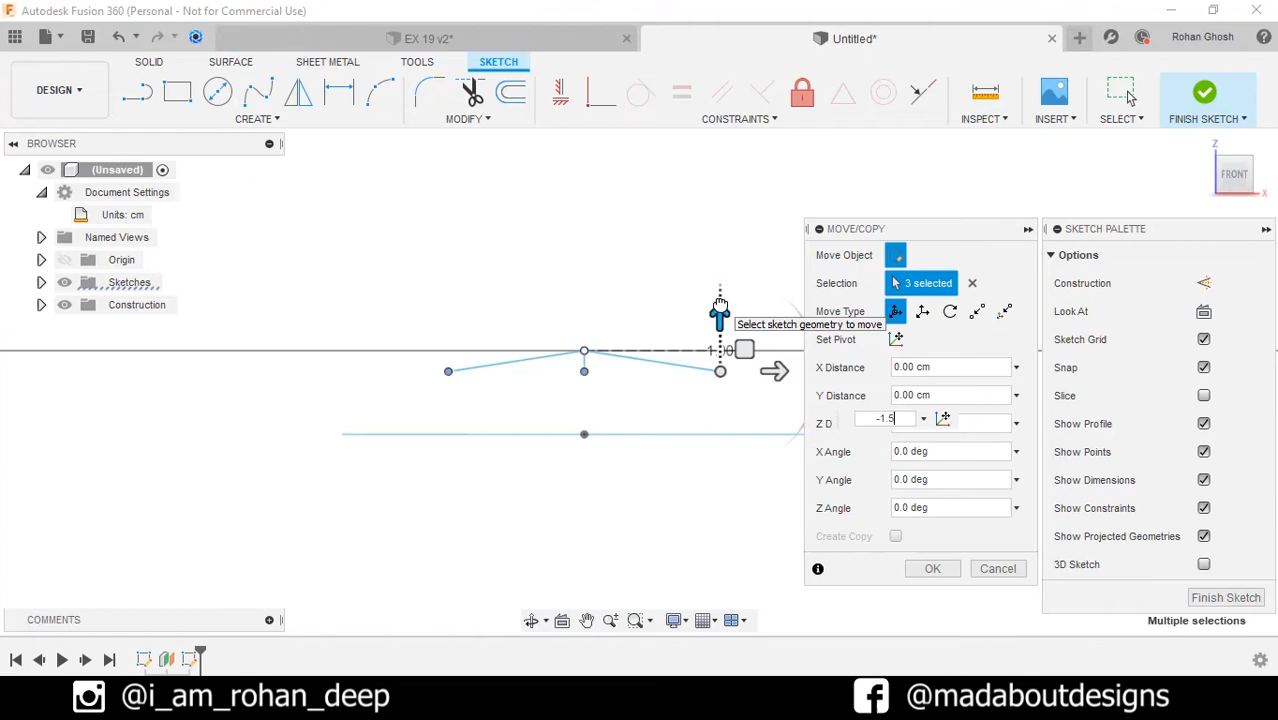 Autodesk Fusion 360 (Personal - Not for Commercial Use)
EX 19 v2*
Untitled*
Rohan Ghosh
SOLID
SURFACE
SHEET METAL
TOOLS
SKETCH
DESIGN
CREATE
MODIFY
CONSTRAINTS
INSPECT
INSERT
SELECT
FINISH SKETCH
BROWSER
(Unsaved)
Document Settings
Units: cm
Named Views
Origin
Sketches
Construction
Z
FRONT
X
MOVE/COPY
Move Object
Selection
3 selected
Move Type
Set Pivot
X Distance
0.00 cm
Y Distance
0.00 cm
Z D
-1.5
X Angle
0.0 deg
Y Angle
0.0 deg
Z Angle
0.0 deg
Create Copy
OK
Cancel
Select sketch geometry to move
SKETCH PALETTE
Options
Construction
Look At
Sketch Grid
Snap
Slice
Show Profile
Show Points
Show Dimensions
Show Constraints
Show Projected Geometries
3D Sketch
Finish Sketch
Multiple selections
COMMENTS
@i_am_rohan_deep
@madaboutdesigns